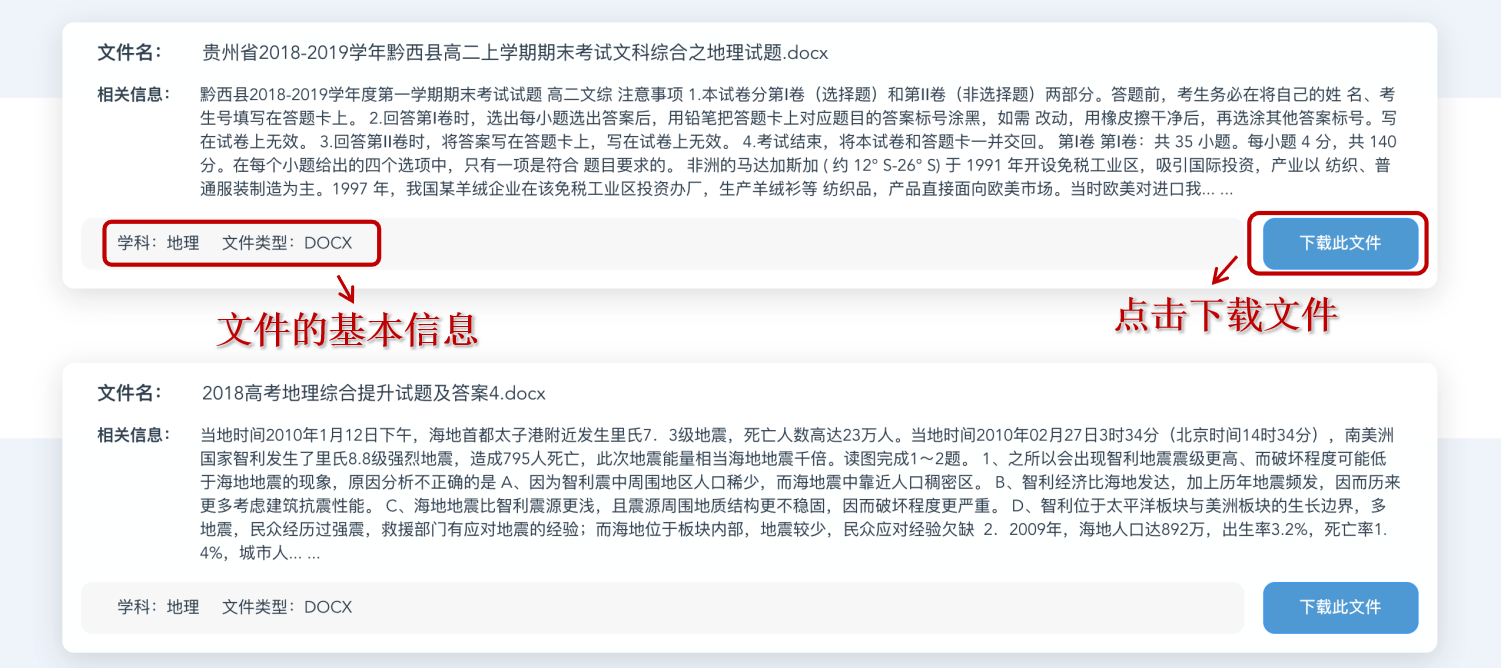 文件名： 贵州省2018-2019学年黔西县高二上学期期末考试文科综合之地理试题.docx
相关信息： 黔西县2018-2019学年度第一学期期末考试试题 高二文综 注意事项 1.本试卷分第I卷（选择题）和第II卷（非选择题）两部分。答题前，考生务必在将自己的姓 名、考
生号填写在答题卡上。 2.回答第I卷时，选出每小题选出答案后，用铅笔把答题卡上对应题目的答案标号涂黑，如需 改动，用橡皮擦干净后，再选涂其他答案标号。写
在试卷上无效。 3.回答第II卷时，将答案写在答题卡上，写在试卷上无效。 4.考试结束，将本试卷和答题卡一并交回。 第I卷 第I卷：共 35 小题。每小题 4 分，共 140
分。在每个小题给出的四个选项中，只有一项是符合 题目要求的。 非洲的马达加斯加 ( 约 12° S-26° S) 于 1991 年开设免税工业区，吸引国际投资，产业以 纺织、普
通服装制造为主。1997 年，我国某羊绒企业在该免税工业区投资办厂，生产羊绒衫等 纺织品，产品直接面向欧美市场。当时欧美对进口我... ...
学科：地理 文件类型：DOCX 下载此文件
文件的基本信息 点击下载文件
文件名： 2018高考地理综合提升试题及答案4.docx
相关信息： 当地时间2010年1月12日下午，海地首都太子港附近发生里氏7．3级地震，死亡人数高达23万人。当地时间2010年02月27日3时34分（北京时间14时34分），南美洲
国家智利发生了里氏8.8级强烈地震，造成795人死亡，此次地震能量相当海地地震千倍。读图完成1～2题。 1、之所以会出现智利地震震级更高、而破坏程度可能低
于海地地震的现象，原因分析不正确的是 A、因为智利震中周围地区人口稀少，而海地震中靠近人口稠密区。 B、智利经济比海地发达，加上历年地震频发，因而历来
更多考虑建筑抗震性能。 C、海地地震比智利震源更浅，且震源周围地质结构更不稳固，因而破坏程度更严重。 D、智利位于太平洋板块与美洲板块的生长边界，多
地震，民众经历过强震，救援部门有应对地震的经验；而海地位于板块内部，地震较少，民众应对经验欠缺 2．2009年，海地人口达892万，出生率3.2%，死亡率1.
4%，城市人... ...
学科：地理 文件类型：DOCX 下载此文件